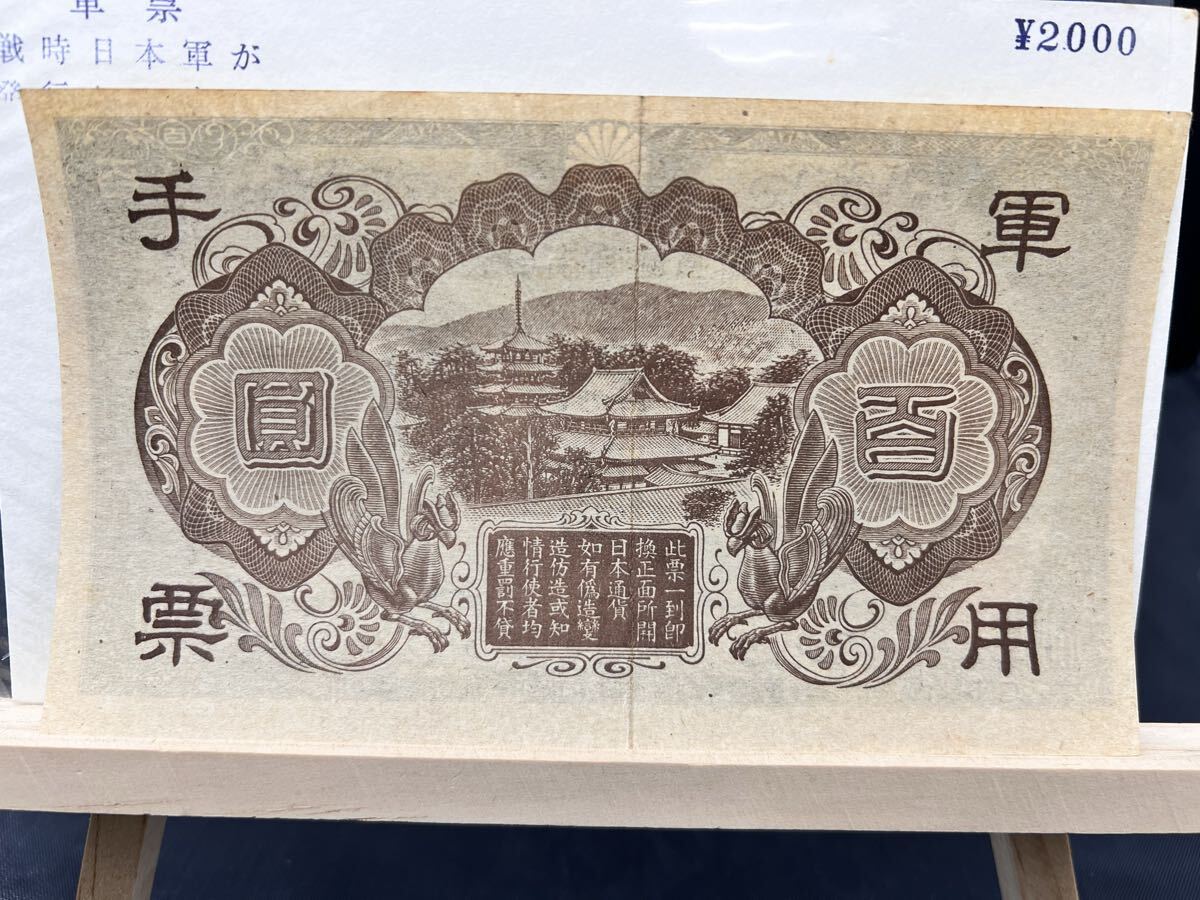 軍票
戦時日本軍が
¥2000
軍用
手票
百
圓
此票一到即
換正面所開
日本通貨
如有偽造變
造仿造或知
情行使者均
應重罰不貸